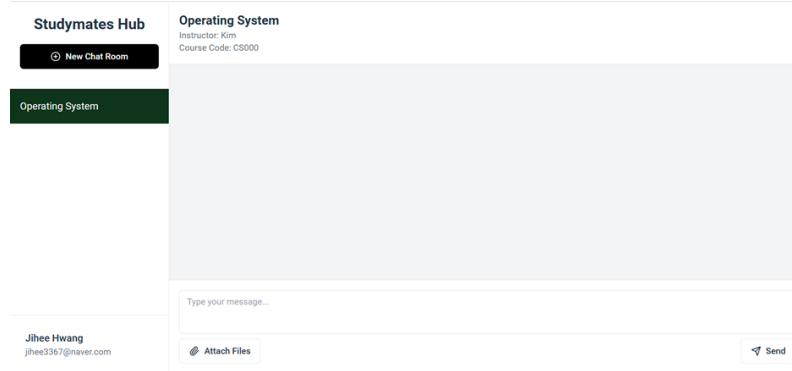 Studymates Hub
New Chat Room
Operating System
Jihee Hwang
jihee3367@naver.com
Operating System
Instructor: Kim
Course Code: CS000
Type your message...
Attach Files
Send